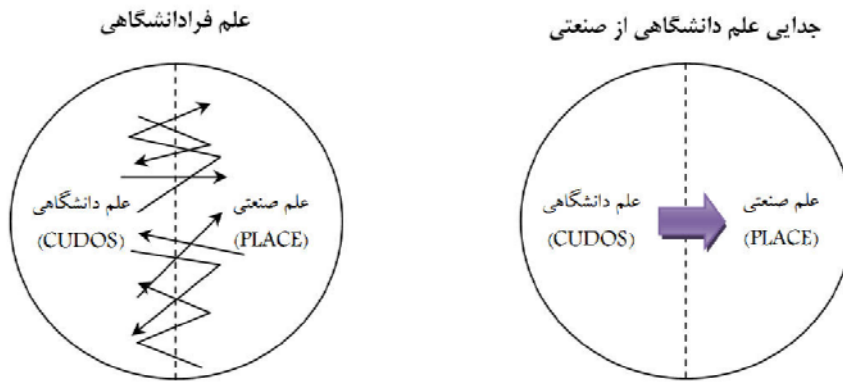 جدایی علم دانشگاهی از صنعتی
علم دانشگاهی
(CUDOS)
علم صنعتی
(PLACE)
علم فرادانشگاهی
علم دانشگاهی
(CUDOS)
علم صنعتی
(PLACE)